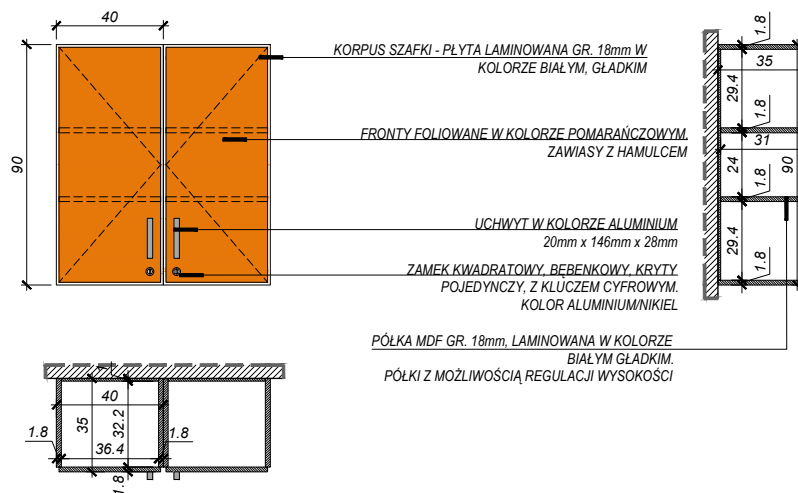 40
90
KORPUS SZAFKI - PŁYTA LAMINOWANA GR. 18mm W
KOLORZE BIAŁYM, GŁADKIM
FRONTY FOLIOWANE W KOLORZE POMARAŃCZOWYM.
ZAWIASY Z HAMULCEM
UCHWYT W KOLORZE ALUMINIUM
20mm x 146mm x 28mm
ZAMEK KWADRATOWY, BĘBENKOWY, KRYTY
POJEDYNCZY, Z KLUCZEM CYFROWYM.
KOLOR ALUMINIUM/NIKIEL
PÓŁKA MDF GR. 18mm, LAMINOWANA W KOLORZE
BIAŁYM GŁADKIM.
PÓŁKI Z MOŻLIWOŚCIĄ REGULACJI WYSOKOŚCI
1.8
35
29.4
1.8
31
24
1.8
90
29.4
1.8
1
40
35
32.2
1.8
1.8
36.4
1.8